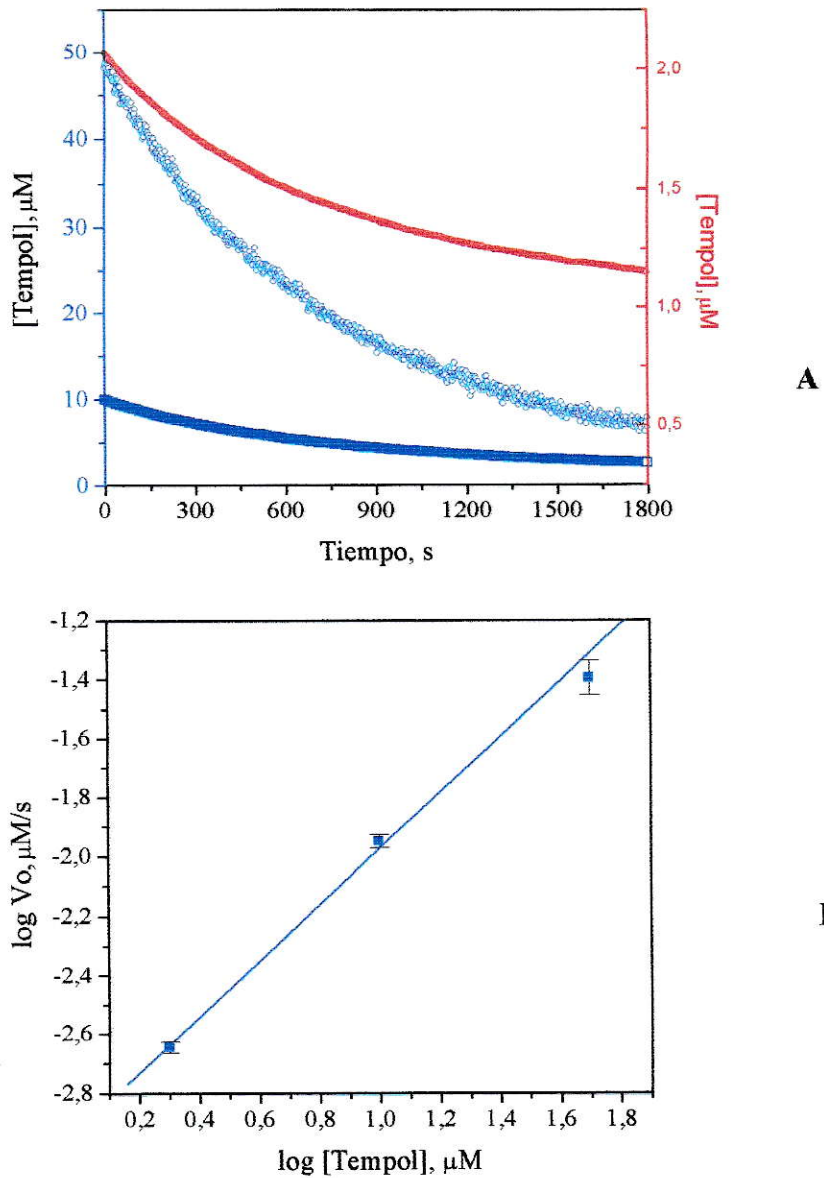 50
40
30
20
10
0
[Tempol], μM
2,0
1,5
1,0
0,5
[Tempol], μM
0 300 600 900 1200 1500 1800
Tiempo, s
A
-1,2
-1,4
-1,6
-1,8
-2,0
-2,2
-2,4
-2,6
-2,8
log Vo, μM/s
0,2 0,4 0,6 0,8 1,0 1,2 1,4 1,6 1,8
log [Tempol], μM